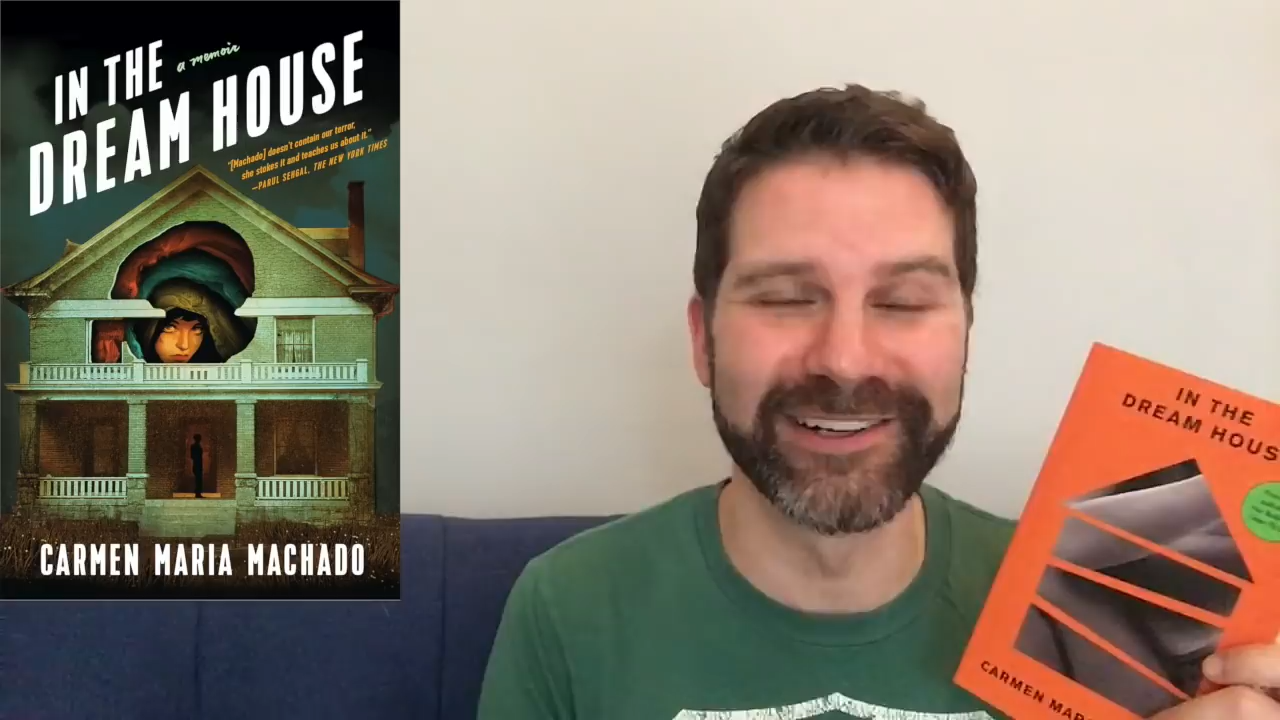 IN THE
a memoir
DREAM HOUSE
"[Machado] doesn't contain our terror,
she stokes it and teaches us about it."
—PARUL SEHGAL, THE NEW YORK TIMES
CARMEN MARIA MACHADO
IN THE
DREAM HOUS
CARMEN MAR